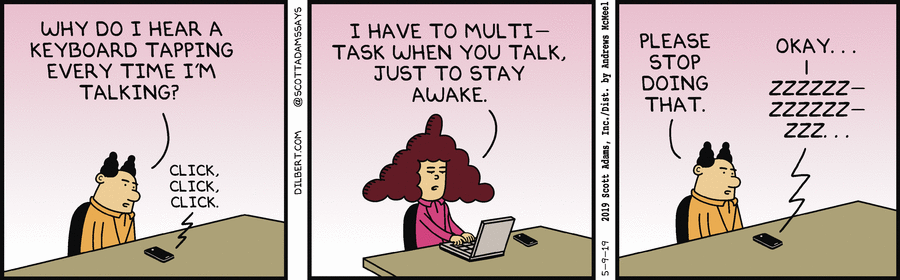 WHY DO I HEAR A
KEYBOARD TAPPING
EVERY TIME I'M
TALKING?
CLICK,
CLICK,
CLICK.
DILBERT.COM @SCOTTADAMSSAYS
I HAVE TO MULTI-
TASK WHEN YOU TALK,
JUST TO STAY
AWAKE.
5-9-19 2019 Scott Adams, Inc./Dist. by Andrews McMeel
PLEASE
STOP
DOING
THAT.
OKAY...
ZZZZZZ-
ZZZZZZ-
ZZZ...